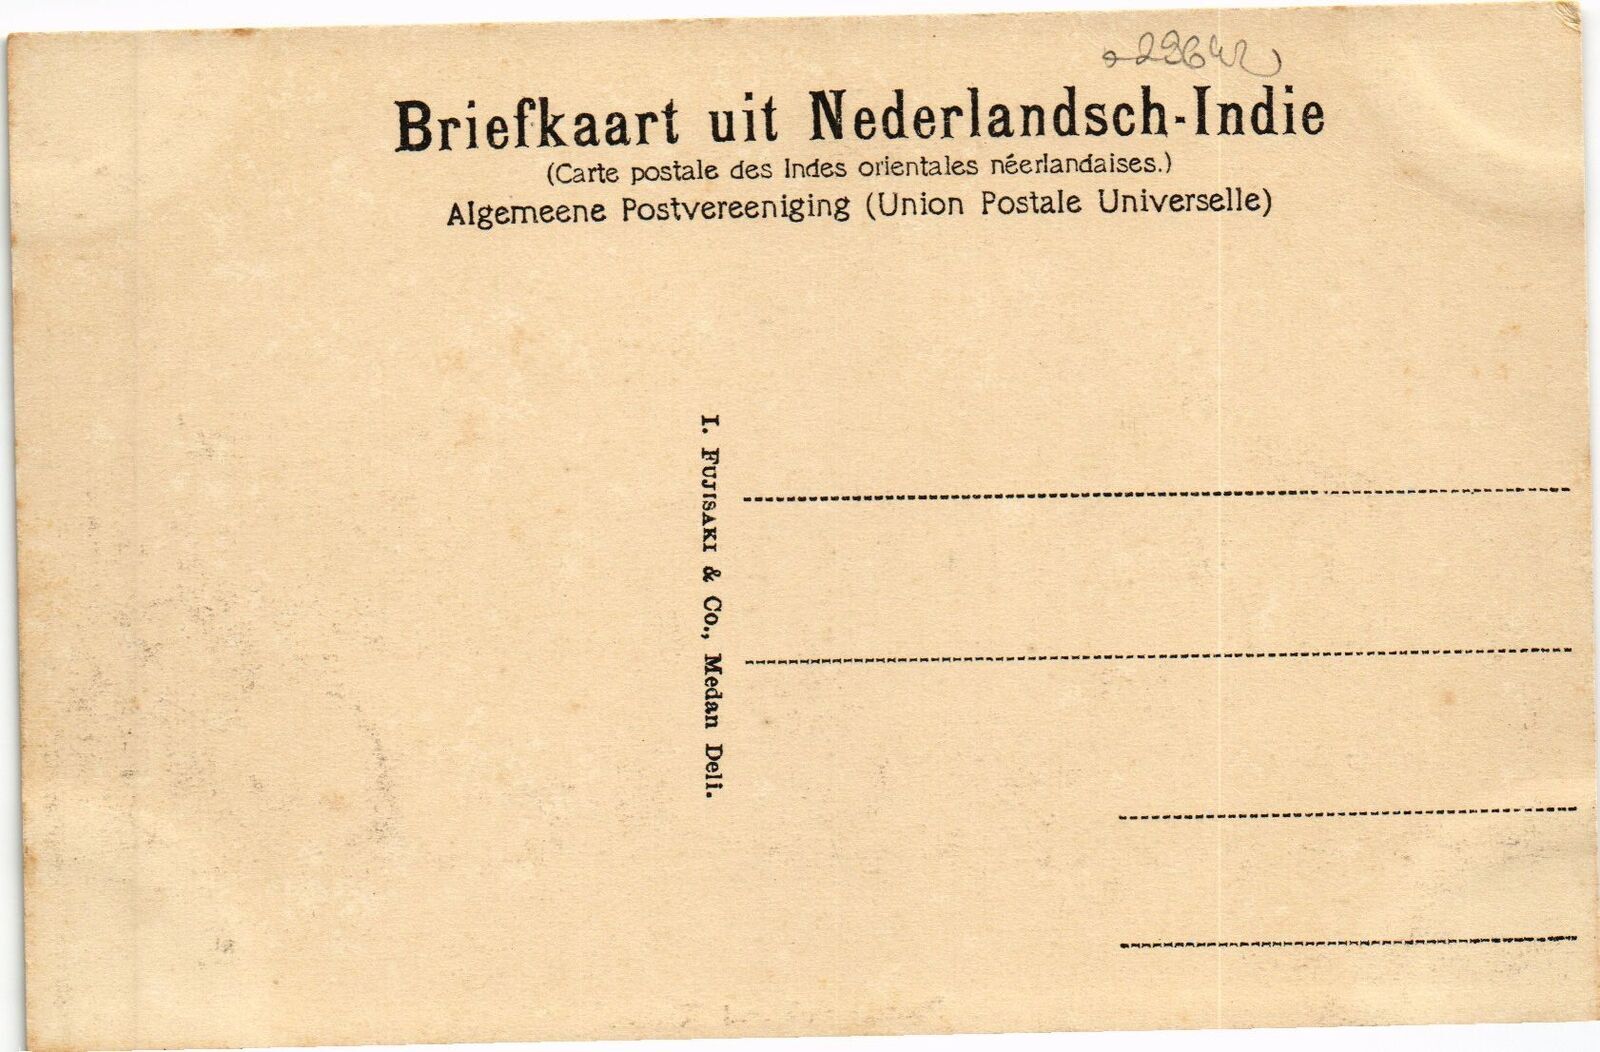 Briefkaart uit Nederlandsch-Indie
(Carte postale des Indes orientales néerlandaises.)
Algemeene Postvereeniging (Union Postale Universelle)
I. FUJISAKI & Co., Medan Deli.